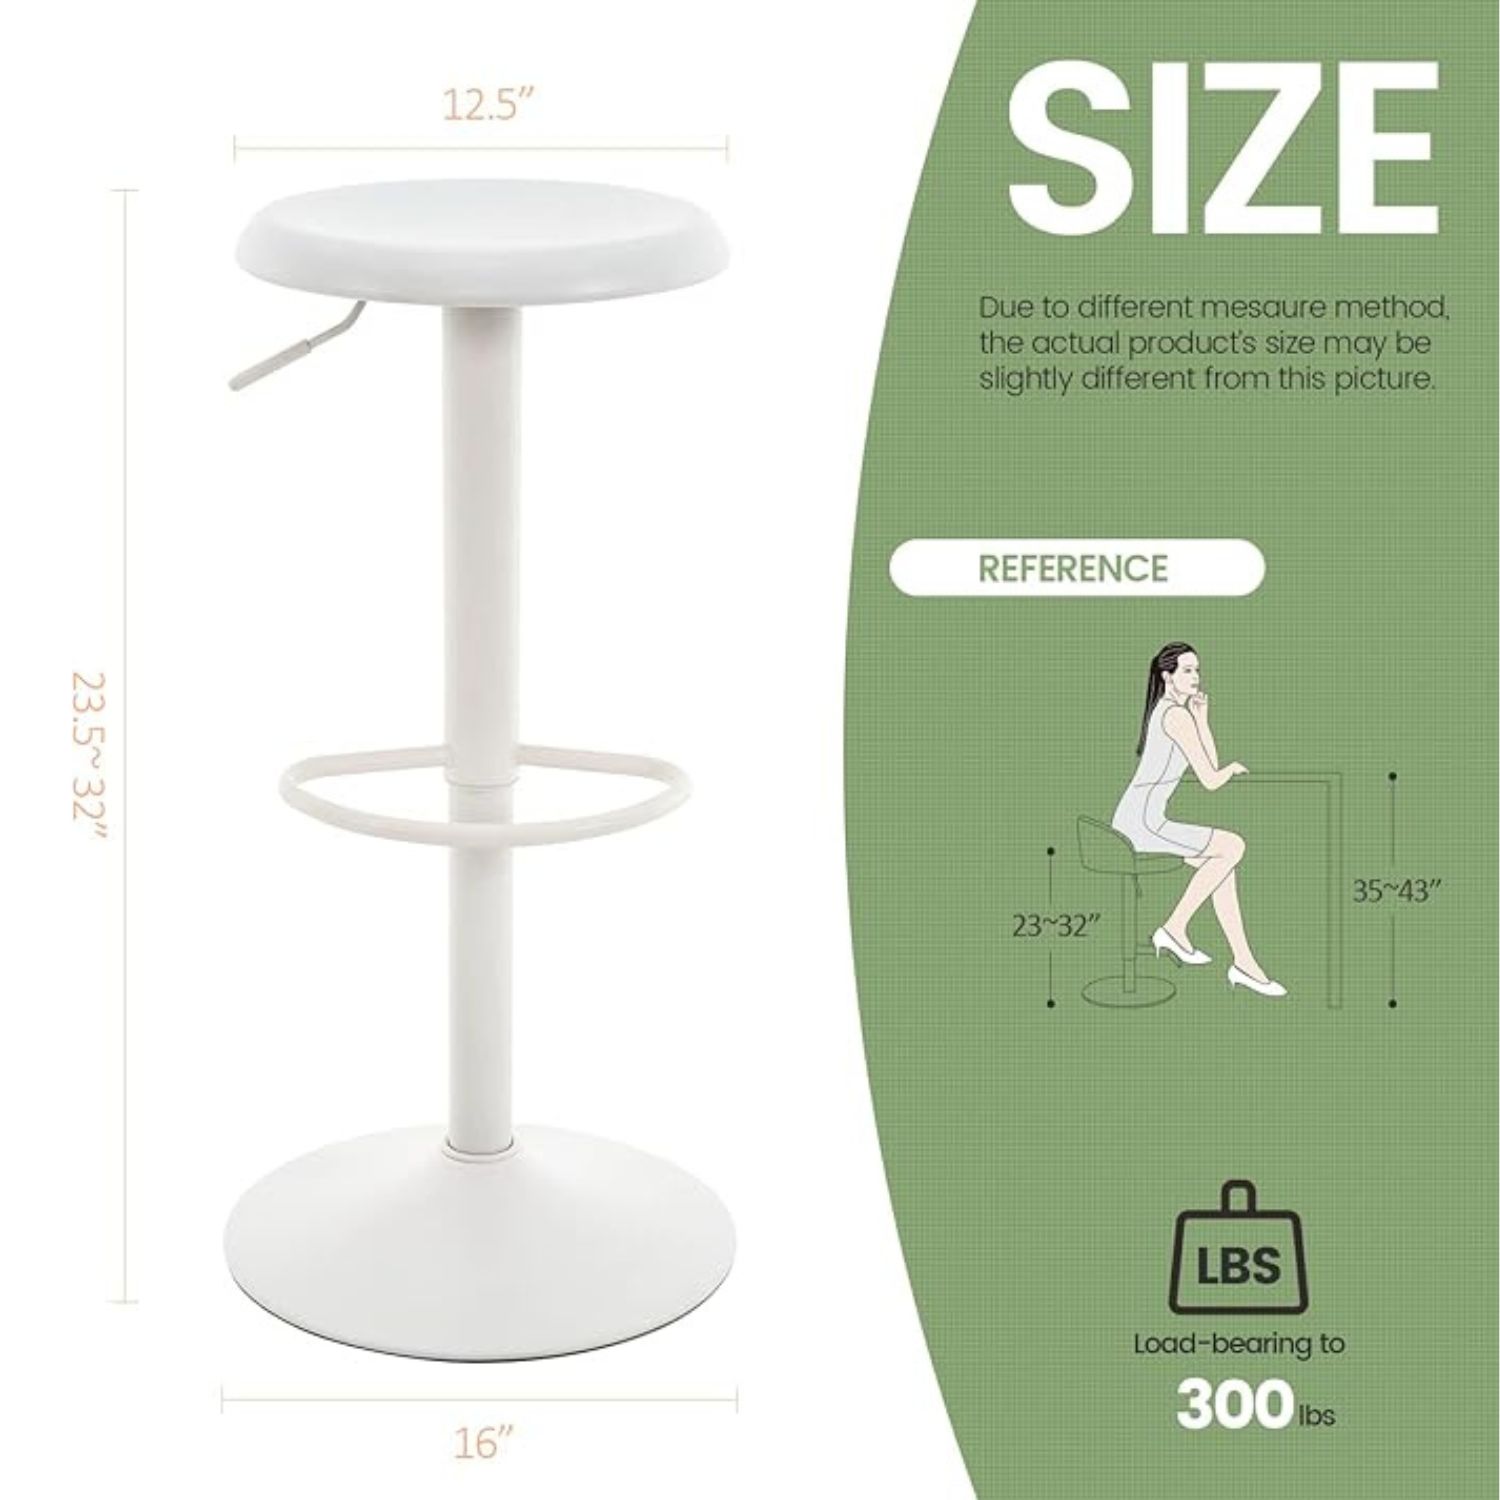 12.5”
23.5~32”
16”
SIZE
Due to different mesaure method,
the actual product's size may be
slightly different from this picture.
REFERENCE
35~43”
23~32”
LBS
Load-bearing to
300lbs